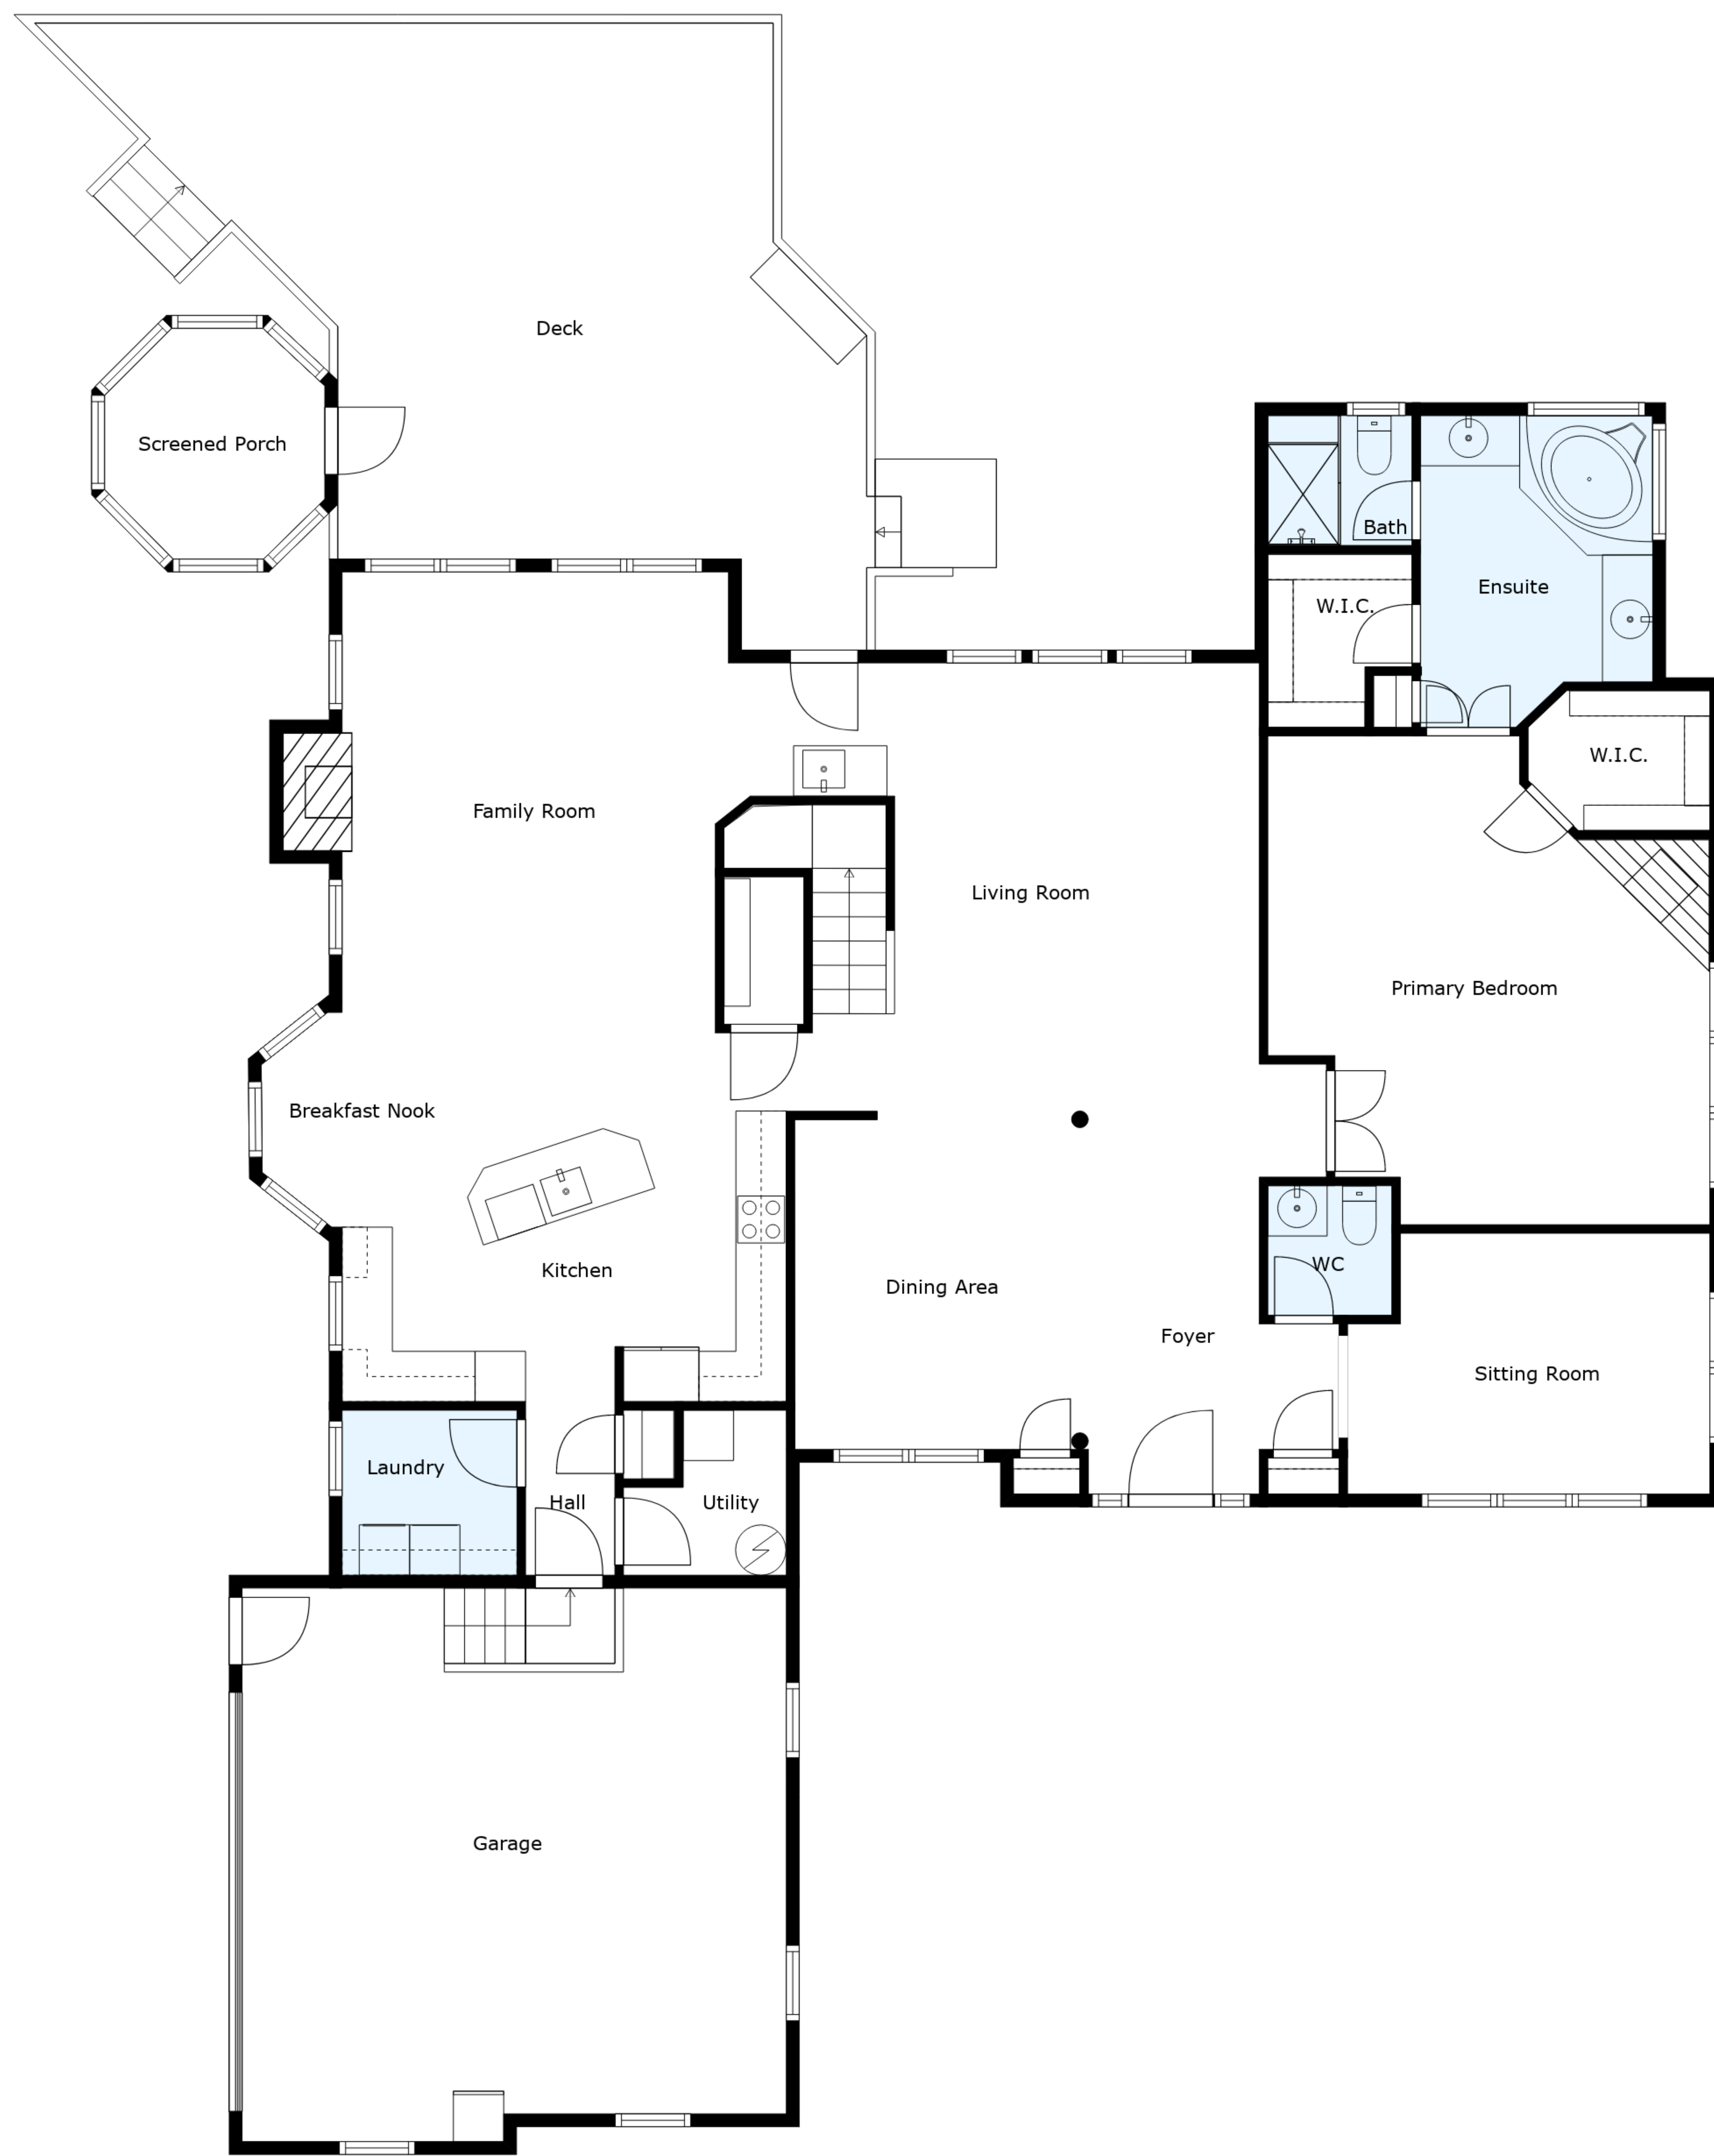 Deck
Screened Porch
Bath
Ensuite
W.I.C.
W.I.C.
Family Room
Living Room
Primary Bedroom
Breakfast Nook
WC
Kitchen
Dining Area
Foyer
Sitting Room
Laundry
Hall
Utility
Garage